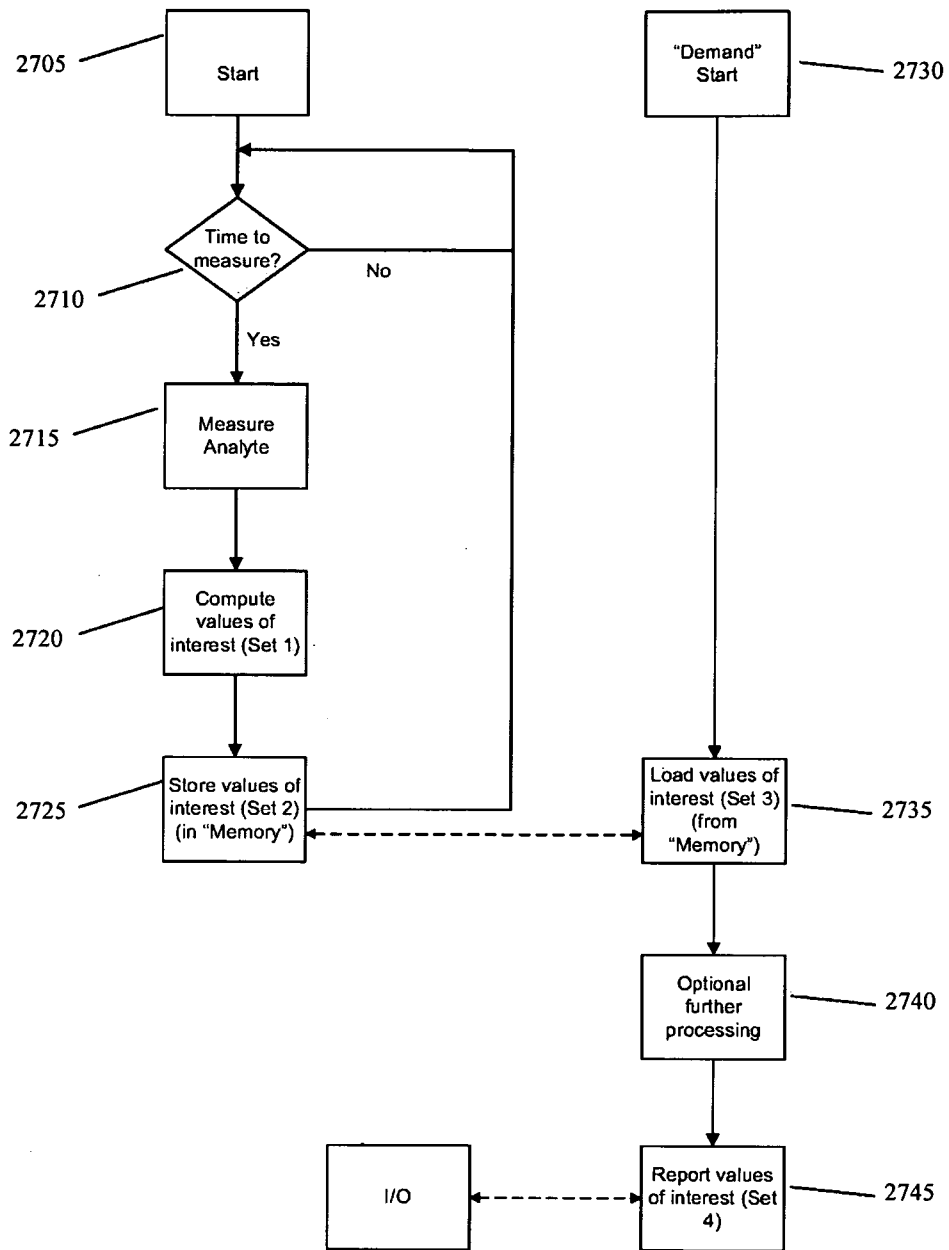 2705
Start
"Demand"
Start
2730
Time to
measure?
No
2710
Yes
2715
Measure
Analyte
2720
Compute
values of
interest (Set 1)
2725
Store values of
interest (Set 2)
(in "Memory")
Load values of
interest (Set 3)
(from
"Memory")
2735
Optional
further
processing
2740
I/O
Report values
of interest (Set
4)
2745